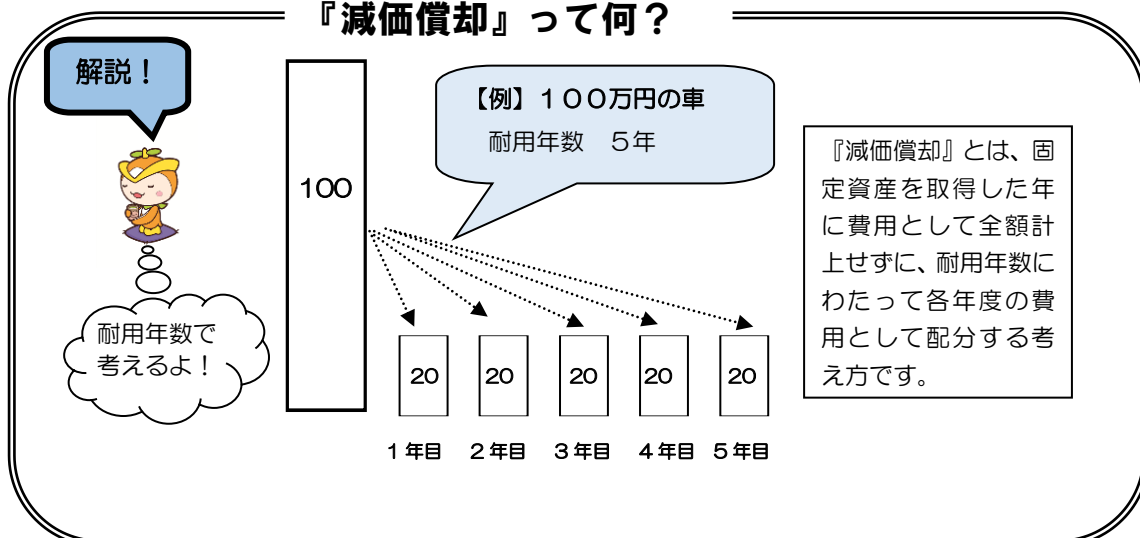 『減価償却』って何？
解説！
【例】１００万円の車
耐用年数　５年
100
『減価償却』とは、固
定資産を取得した年
に費用として全額計
上せずに、耐用年数に
わたって各年度の費
用として配分する考
え方です。
耐用年数で
考えるよ！
20 20 20 20 20
１年目 ２年目 ３年目 ４年目 ５年目